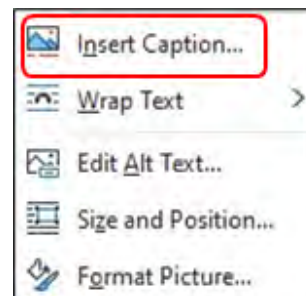 Insert Caption...
Wrap Text >
Edit Alt Text...
Size and Position...
Format Picture...